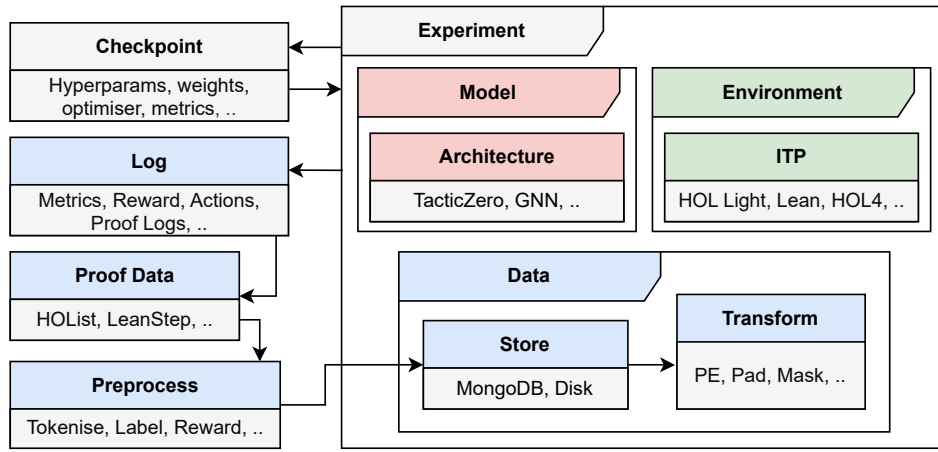 Checkpoint
Hyperparams, weights,
optimiser, metrics, ..
Log
Metrics, Reward, Actions,
Proof Logs, ..
Proof Data
HOList, LeanStep, ..
Preprocess
Tokenise, Label, Reward, ..
Experiment
Model
Architecture
TacticZero, GNN, ..
Environment
ITP
HOL Light, Lean, HOL4, ..
Data
Store
MongoDB, Disk
Transform
PE, Pad, Mask, ..